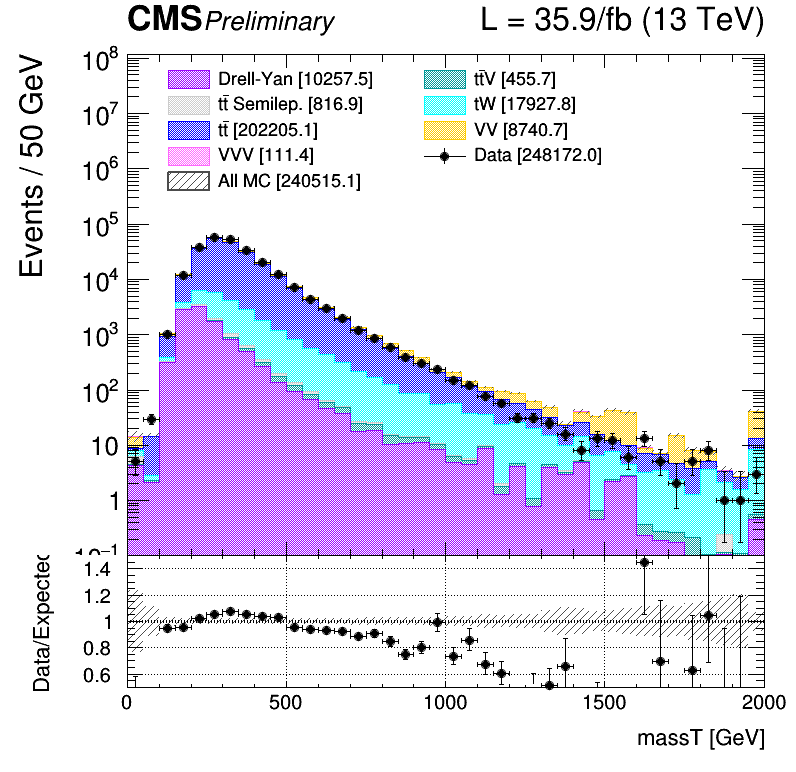 CMS Preliminary L = 35.9/fb (13 TeV)
Events / 50 GeV
10^8
10^7
10^6
10^5
10^4
10^3
10^2
10
1
10^−1
Drell-Yan [10257.5]
tt̄ Semilep. [816.9]
tt̄ [202205.1]
VVV [111.4]
All MC [240515.1]
tt̄V [455.7]
tW [17927.8]
VV [8740.7]
Data [248172.0]
Data/Expected
1.4
1.2
1
0.8
0.6
0 500 1000 1500 2000
massT [GeV]